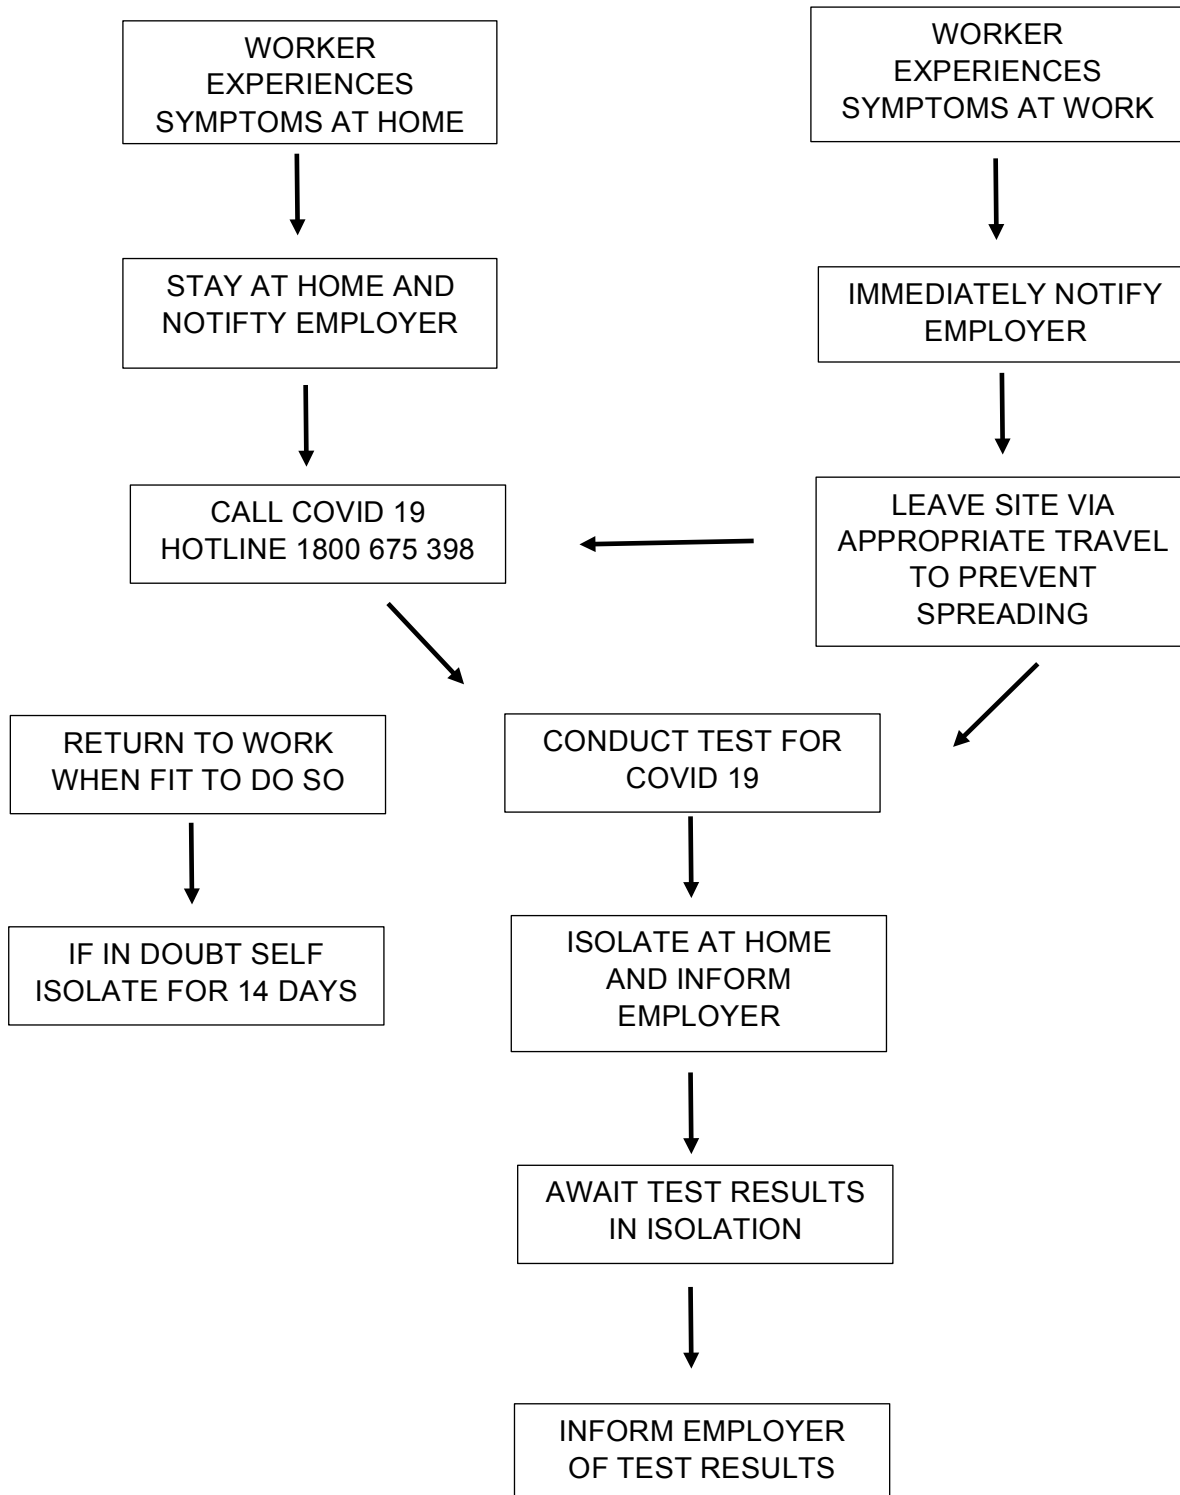 WORKER
EXPERIENCES
SYMPTOMS AT HOME
WORKER
EXPERIENCES
SYMPTOMS AT WORK
STAY AT HOME AND
NOTIFTY EMPLOYER
IMMEDIATELY NOTIFY
EMPLOYER
CALL COVID 19
HOTLINE 1800 675 398
LEAVE SITE VIA
APPROPRIATE TRAVEL
TO PREVENT
SPREADING
RETURN TO WORK
WHEN FIT TO DO SO
CONDUCT TEST FOR
COVID 19
IF IN DOUBT SELF
ISOLATE FOR 14 DAYS
ISOLATE AT HOME
AND INFORM
EMPLOYER
AWAIT TEST RESULTS
IN ISOLATION
INFORM EMPLOYER
OF TEST RESULTS